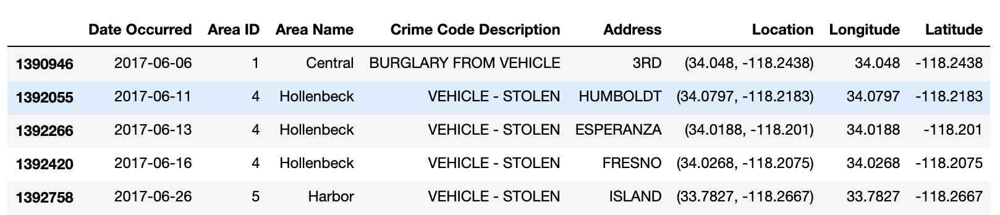 Date Occurred Area ID Area Name Crime Code Description Address Location Longitude Latitude
1390946 2017-06-06 1 Central BURGLARY FROM VEHICLE 3RD (34.048, -118.2438) 34.048 -118.2438
1392055 2017-06-11 4 Hollenbeck VEHICLE - STOLEN HUMBOLDT (34.0797, -118.2183) 34.0797 -118.2183
1392266 2017-06-13 4 Hollenbeck VEHICLE - STOLEN ESPERANZA (34.0188, -118.201) 34.0188 -118.201
1392420 2017-06-16 4 Hollenbeck VEHICLE - STOLEN FRESNO (34.0268, -118.2075) 34.0268 -118.2075
1392758 2017-06-26 5 Harbor VEHICLE - STOLEN ISLAND (33.7827, -118.2667) 33.7827 -118.2667